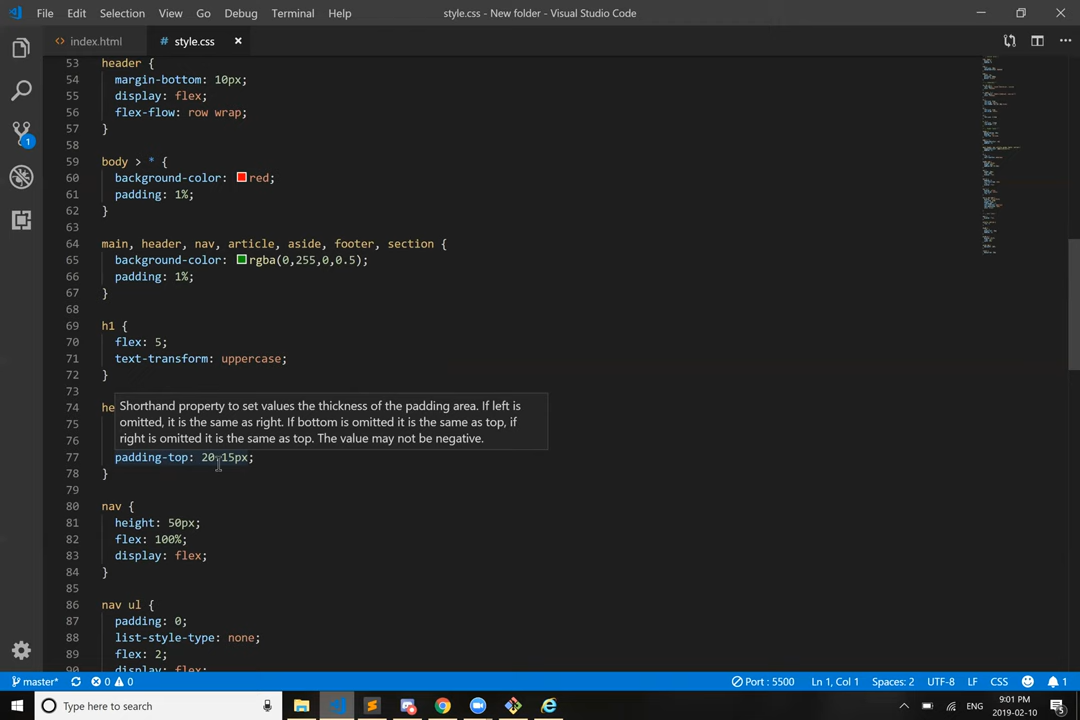 File Edit Selection View Go Debug Terminal Help
style.css - New folder - Visual Studio Code
<> index.html
# style.css
53 header {
54 margin-bottom: 10px;
55 display: flex;
56 flex-flow: row wrap;
57 }
58
59 body > * {
60 background-color: red;
61 padding: 1%;
62 }
63
64 main, header, nav, article, aside, footer, section {
65 background-color: rgba(0,255,0,0.5);
66 padding: 1%;
67 }
68
69 h1 {
70 flex: 5;
71 text-transform: uppercase;
72 }
73
74 he
Shorthand property to set values the thickness of the padding area. If left is
75
omitted, it is the same as right. If bottom is omitted it is the same as top, if
76
right is omitted it is the same as top. The value may not be negative.
77 padding-top: 20 15px;
78 }
79
80 nav {
81 height: 50px;
82 flex: 100%;
83 display: flex;
84 }
85
86 nav ul {
87 padding: 0;
88 list-style-type: none;
89 flex: 2;
90 display: flex;
1
master* 0 0
Port : 5500 Ln 1, Col 1 Spaces: 2 UTF-8 LF CSS 1
Type here to search
ENG
9:01 PM
2019-02-10
5